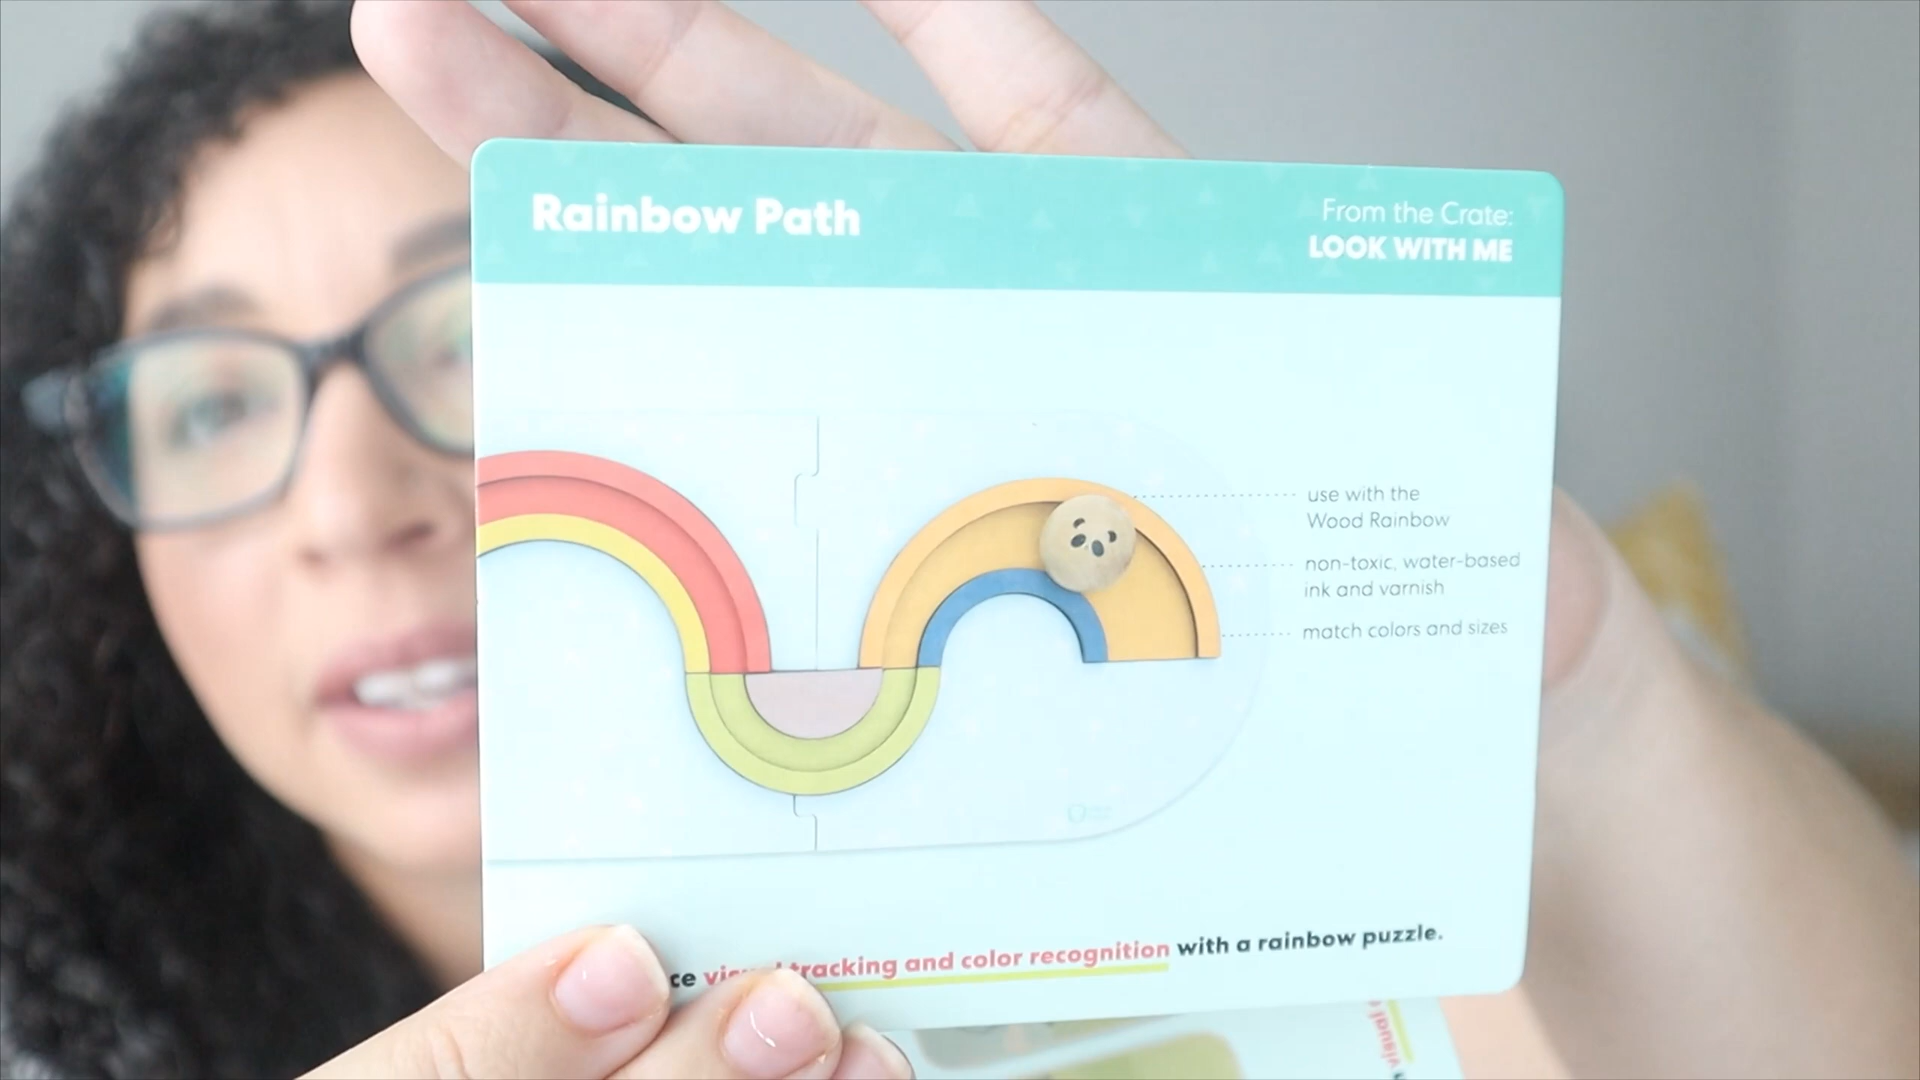 Rainbow Path
From the Crate:
LOOK WITH ME
use with the
Wood Rainbow
non-toxic, water-based
ink and varnish
match colors and sizes
tracking and color recognition with a rainbow puzzle.
visual